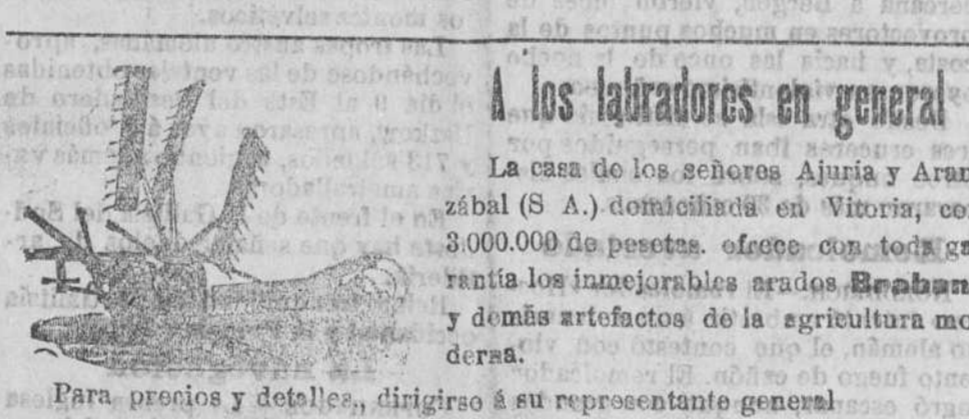 A los labradores en general
La casa de los señores Ajuria y Aran
zábal (S A.) domiciliada en Vitoria, co
3.000.000 de pesetas. ofrece con toda ga
rantía los inmejorables arados Braban
y demás artefactos de la agricultura mo
dersa:
Para precios y detalles,, dirigirse á su representante general